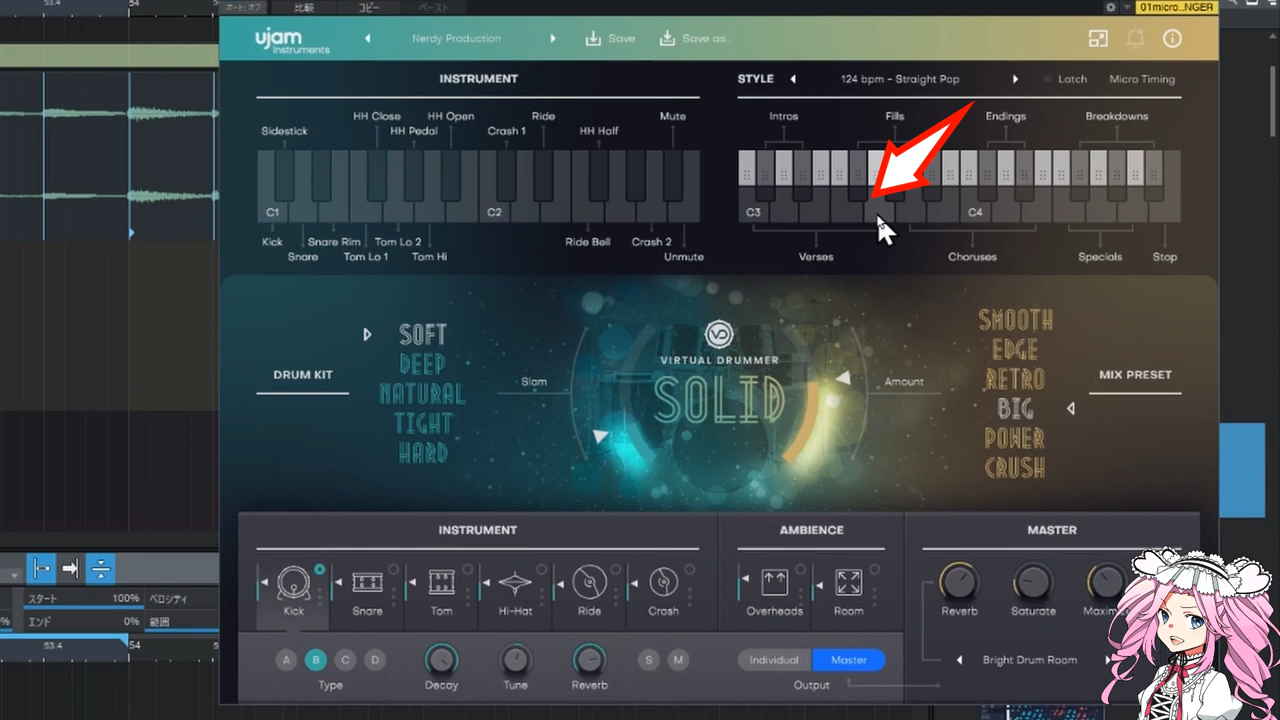 53.4
54
オート: オフ
比較
コピー
ペースト
01micro..NGER
ujam
Instruments
Nerdy Production
Save
Save as..
INSTRUMENT
STYLE
124 bpm - Straight Pop
Latch
Micro Timing
HH Close
HH Open
Ride
Mute
Intros
Fills
Endings
Breakdowns
Sidestick
HH Pedal
Crash 1
HH Half
C1
C2
C3
C4
Kick
Snare Rim
Tom Lo 2
Ride Bell
Crash 2
Snare
Tom Lo 1
Tom Hi
Unmute
Verses
Choruses
Specials
Stop
DRUM KIT
SOFT
DEEP
NATURAL
TIGHT
HARD
Slam
VD
VIRTUAL DRUMMER
SOLID
Amount
SMOOTH
EDGE
RETRO
BIG
POWER
CRUSH
MIX PRESET
INSTRUMENT
AMBIENCE
MASTER
Kick
Snare
Tom
Hi-Hat
Ride
Crash
Overheads
Room
Reverb
Saturate
A
B
C
D
Type
Decay
Tune
Reverb
S
M
Individual
Master
Output
Bright Drum Room
スタート
100%
ベロシティ
エンド
0%
範囲
53.4
54